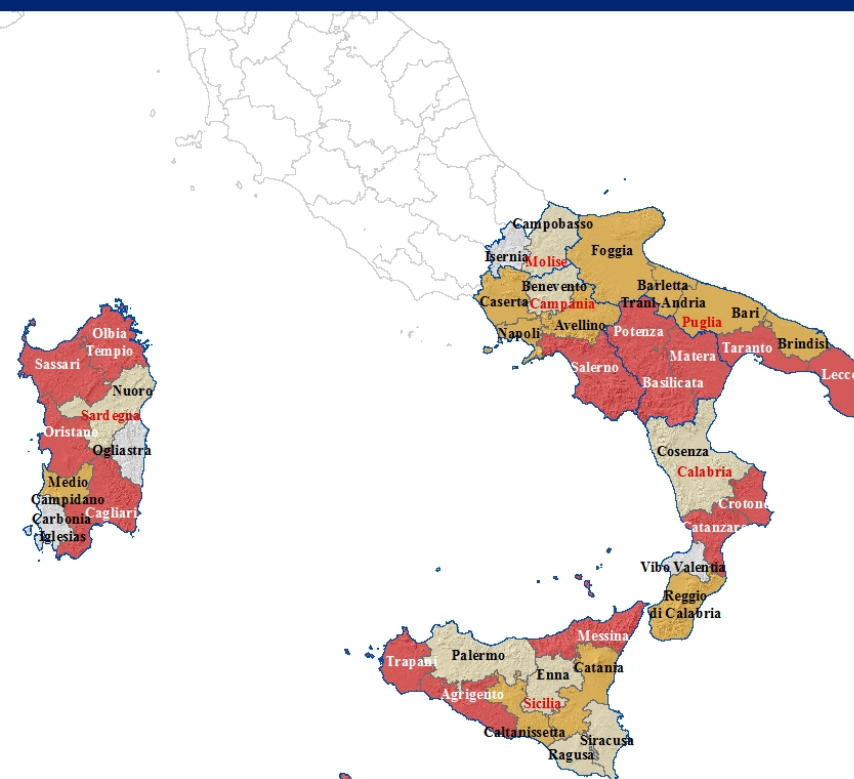 Campobasso
Foggia
Isernia
Molise
Benevento
Barletta
Caserta
Campania
Trani-Andria
Bari
Napoli
Avellino
Puglia
Potenza
Brindisi
Taranto
Matera
Salerno
Basilicata
Lecce
Olbia
Tempio
Sassari
Nuoro
Sardegna
Oristano
Ogliastra
Medio
Campidano
Cagliari
Carbonia
Iglesias
Cosenza
Calabria
Crotone
Catanzaro
Vibo Valentia
Reggio
di Calabria
Messina
Palermo
Trapani
Catania
Enna
Agrigento
Sicilia
Caltanissetta
Siracusa
Ragusa